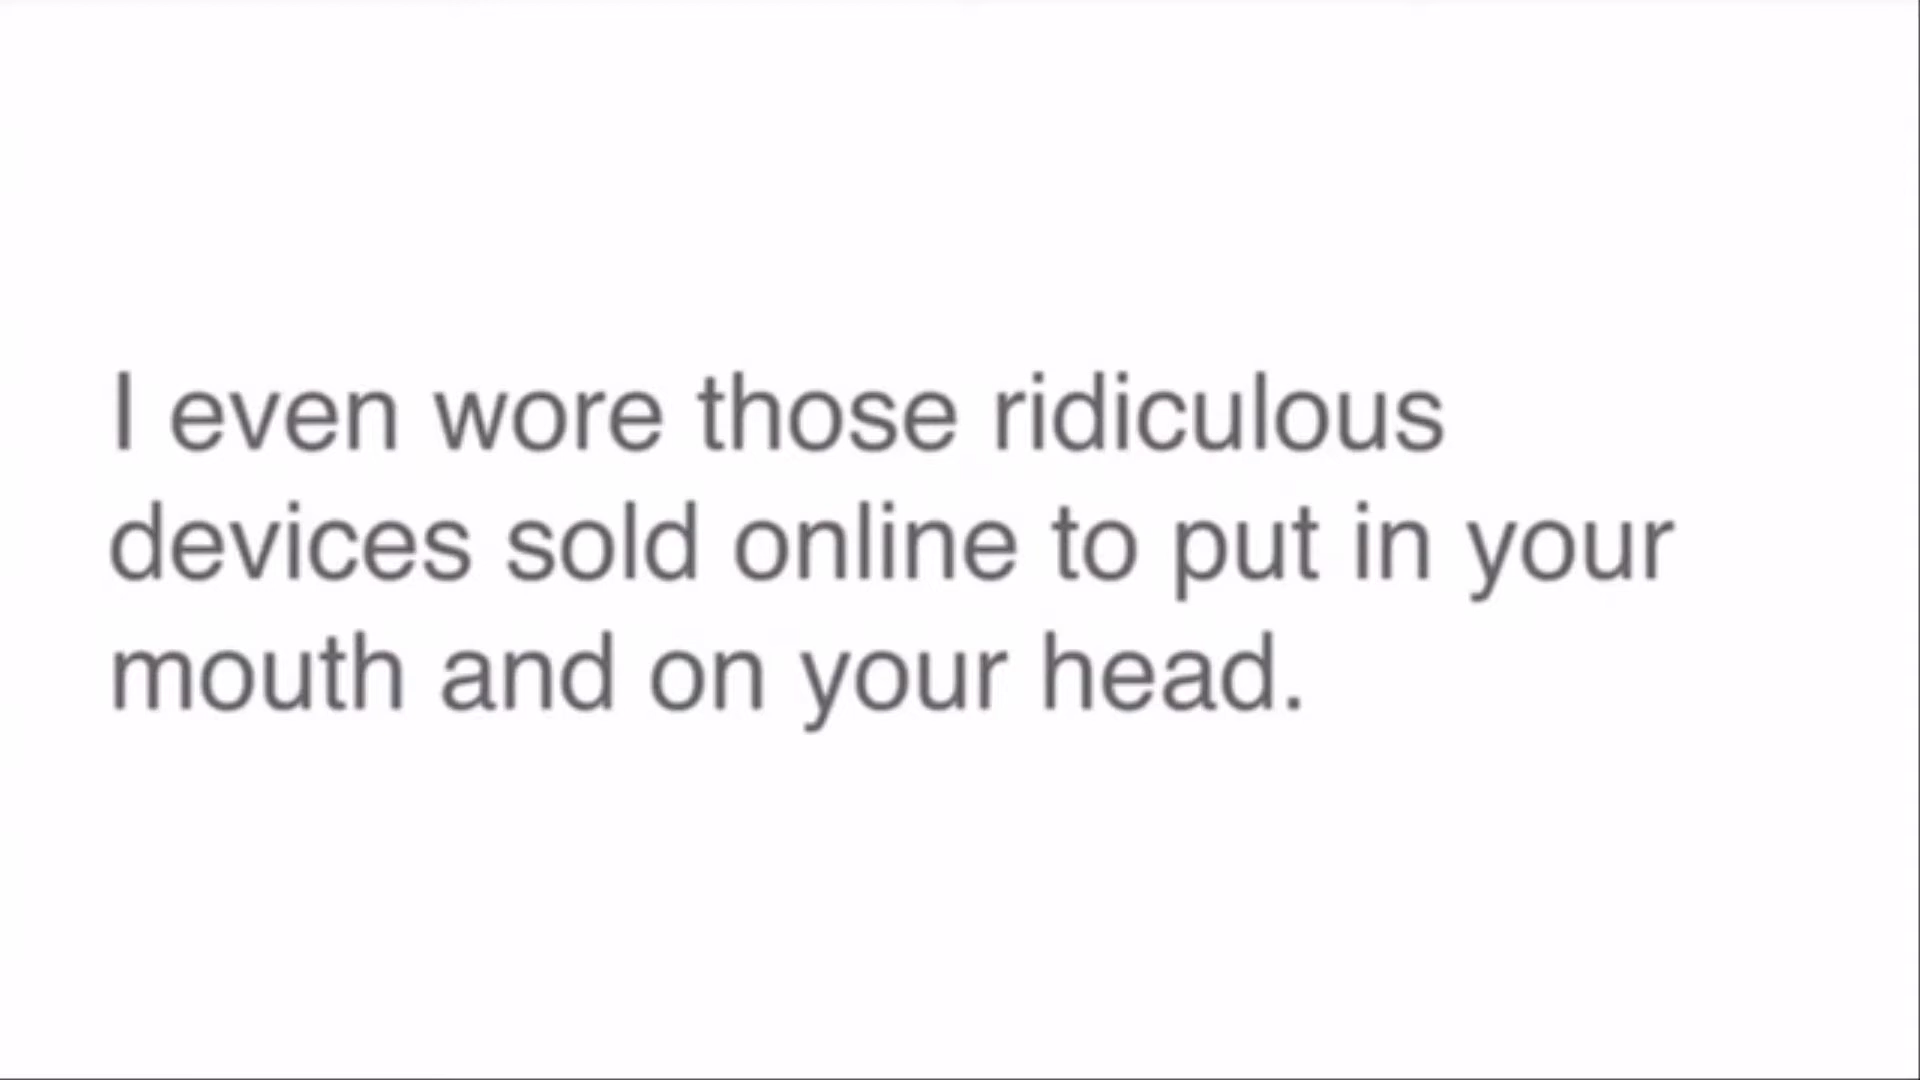 I even wore those ridiculous
devices sold online to put in your
mouth and on your head.